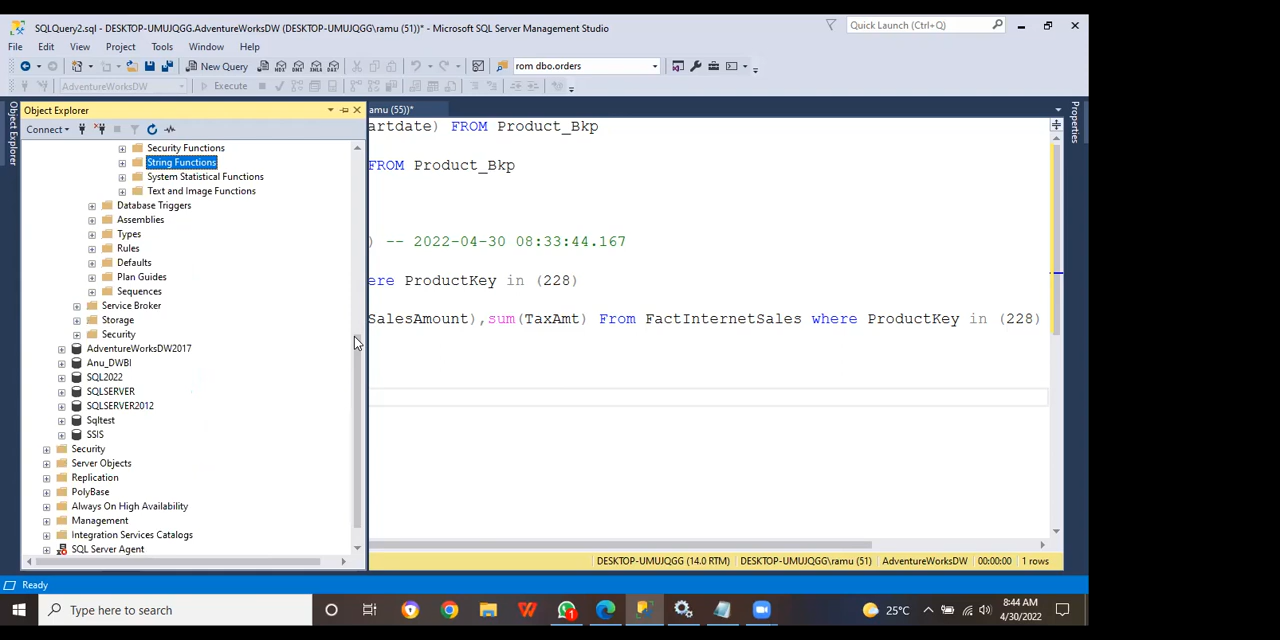 SQLQuery2.sql - DESKTOP-UMUJQGG.AdventureWorksDW (DESKTOP-UMUJQGG\ramu (51))* - Microsoft SQL Server Management Studio
Quick Launch (Ctrl+Q)
File Edit View Project Tools Window Help
New Query
rom dbo.orders
AdventureWorksDW
Execute
Object Explorer
Object Explorer
amu (55))*
Properties
Connect
Security Functions
String Functions
System Statistical Functions
Text and Image Functions
Database Triggers
Assemblies
Types
Rules
Defaults
Plan Guides
Sequences
Service Broker
Storage
Security
AdventureWorksDW2017
Anu_DWBI
SQL2022
SQLSERVER
SQLSERVER2012
Sqltest
SSIS
Security
Server Objects
Replication
PolyBase
Always On High Availability
Management
Integration Services Catalogs
SQL Server Agent
artdate) FROM Product_Bkp
FROM Product_Bkp
) -- 2022-04-30 08:33:44.167
ere ProductKey in (228)
SalesAmount),sum(TaxAmt) From FactInternetSales where ProductKey in (228)
DESKTOP-UMUJQGG (14.0 RTM) DESKTOP-UMUJQGG\ramu (51) AdventureWorksDW 00:00:00 1 rows
Ready
Type here to search
1
25°C
8:44 AM
4/30/2022